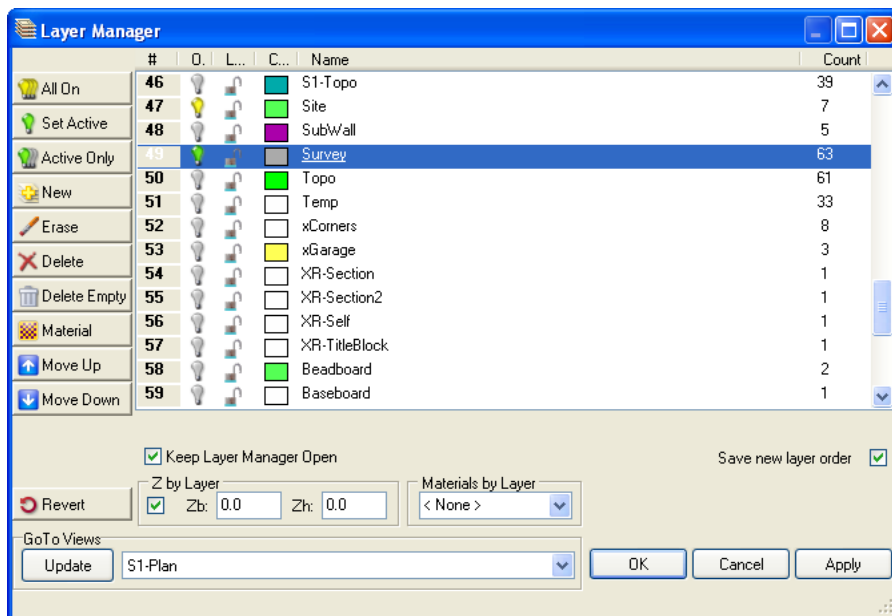 Layer Manager
# O. L... C... Name Count
All On
Set Active
Active Only
New
Erase
Delete
Delete Empty
Material
Move Up
Move Down
46 S1-Topo 39
47 Site 7
48 SubWall 5
49 Survey 63
50 Topo 61
51 Temp 33
52 xCorners 8
53 xGarage 3
54 XR-Section 1
55 XR-Section2 1
56 XR-Self 1
57 XR-TitleBlock 1
58 Beadboard 2
59 Baseboard 1
Keep Layer Manager Open
Save new layer order
Revert
Z by Layer
Zb: 0.0 Zh: 0.0
Materials by Layer
< None >
GoTo Views
Update S1-Plan
OK Cancel Apply